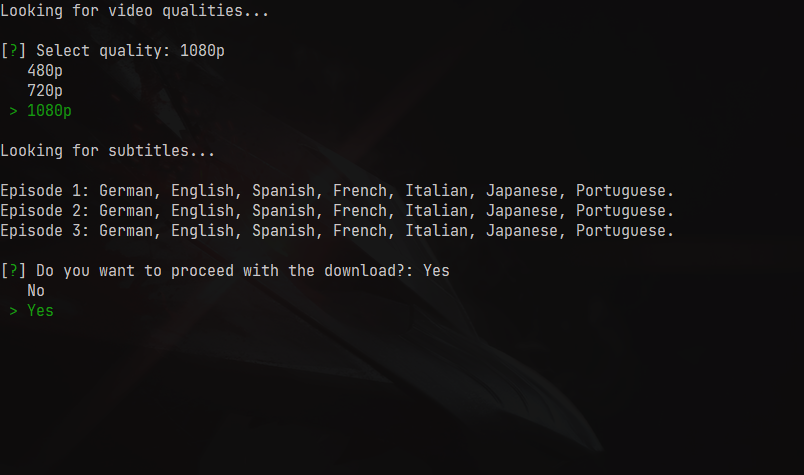 Looking for video qualities...
[?] Select quality: 1080p
480p
720p
> 1080p
Looking for subtitles...
Episode 1: German, English, Spanish, French, Italian, Japanese, Portuguese.
Episode 2: German, English, Spanish, French, Italian, Japanese, Portuguese.
Episode 3: German, English, Spanish, French, Italian, Japanese, Portuguese.
[?] Do you want to proceed with the download?: Yes
No
> Yes